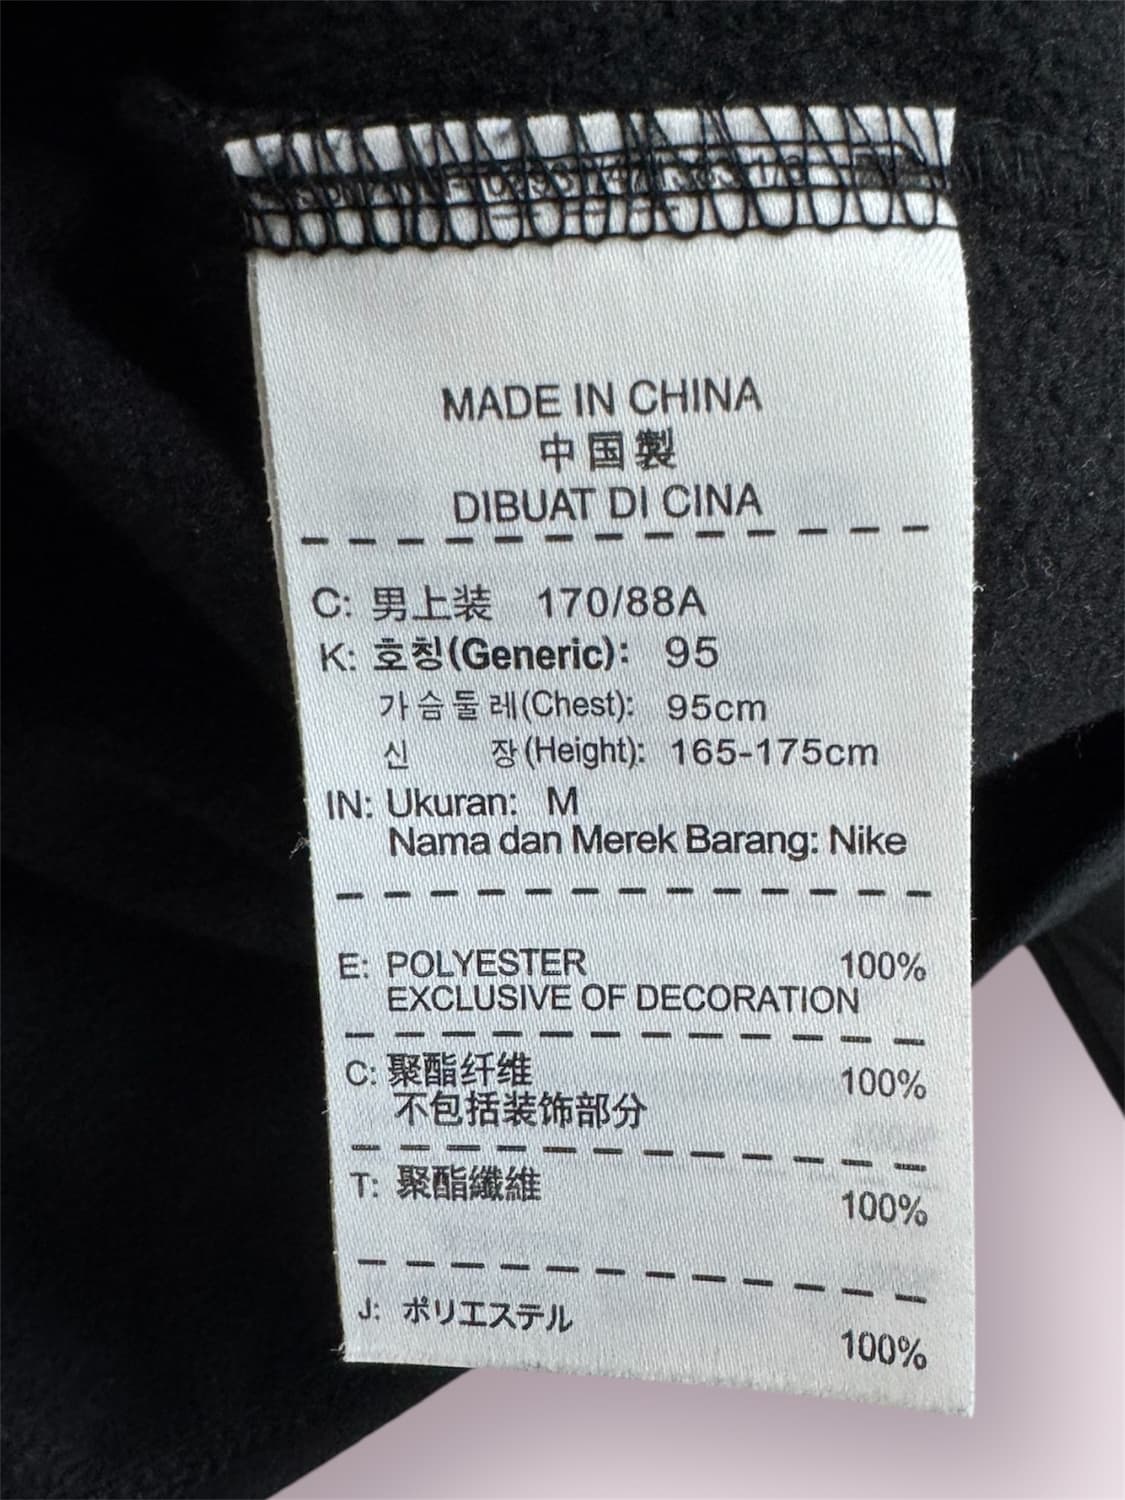 MADE IN CHINA
中国製
DIBUAT DI CINA
C: 男上装 170/88A
K: 호칭(Generic): 95
가슴둘레(Chest): 95cm
신 장(Height): 165-175cm
IN: Ukuran: M
Nama dan Merek Barang: Nike
E: POLYESTER 100%
EXCLUSIVE OF DECORATION
C: 聚酯纤维 100%
不包括装饰部分
T: 聚酯纖維 100%
J: ポリエステル 100%